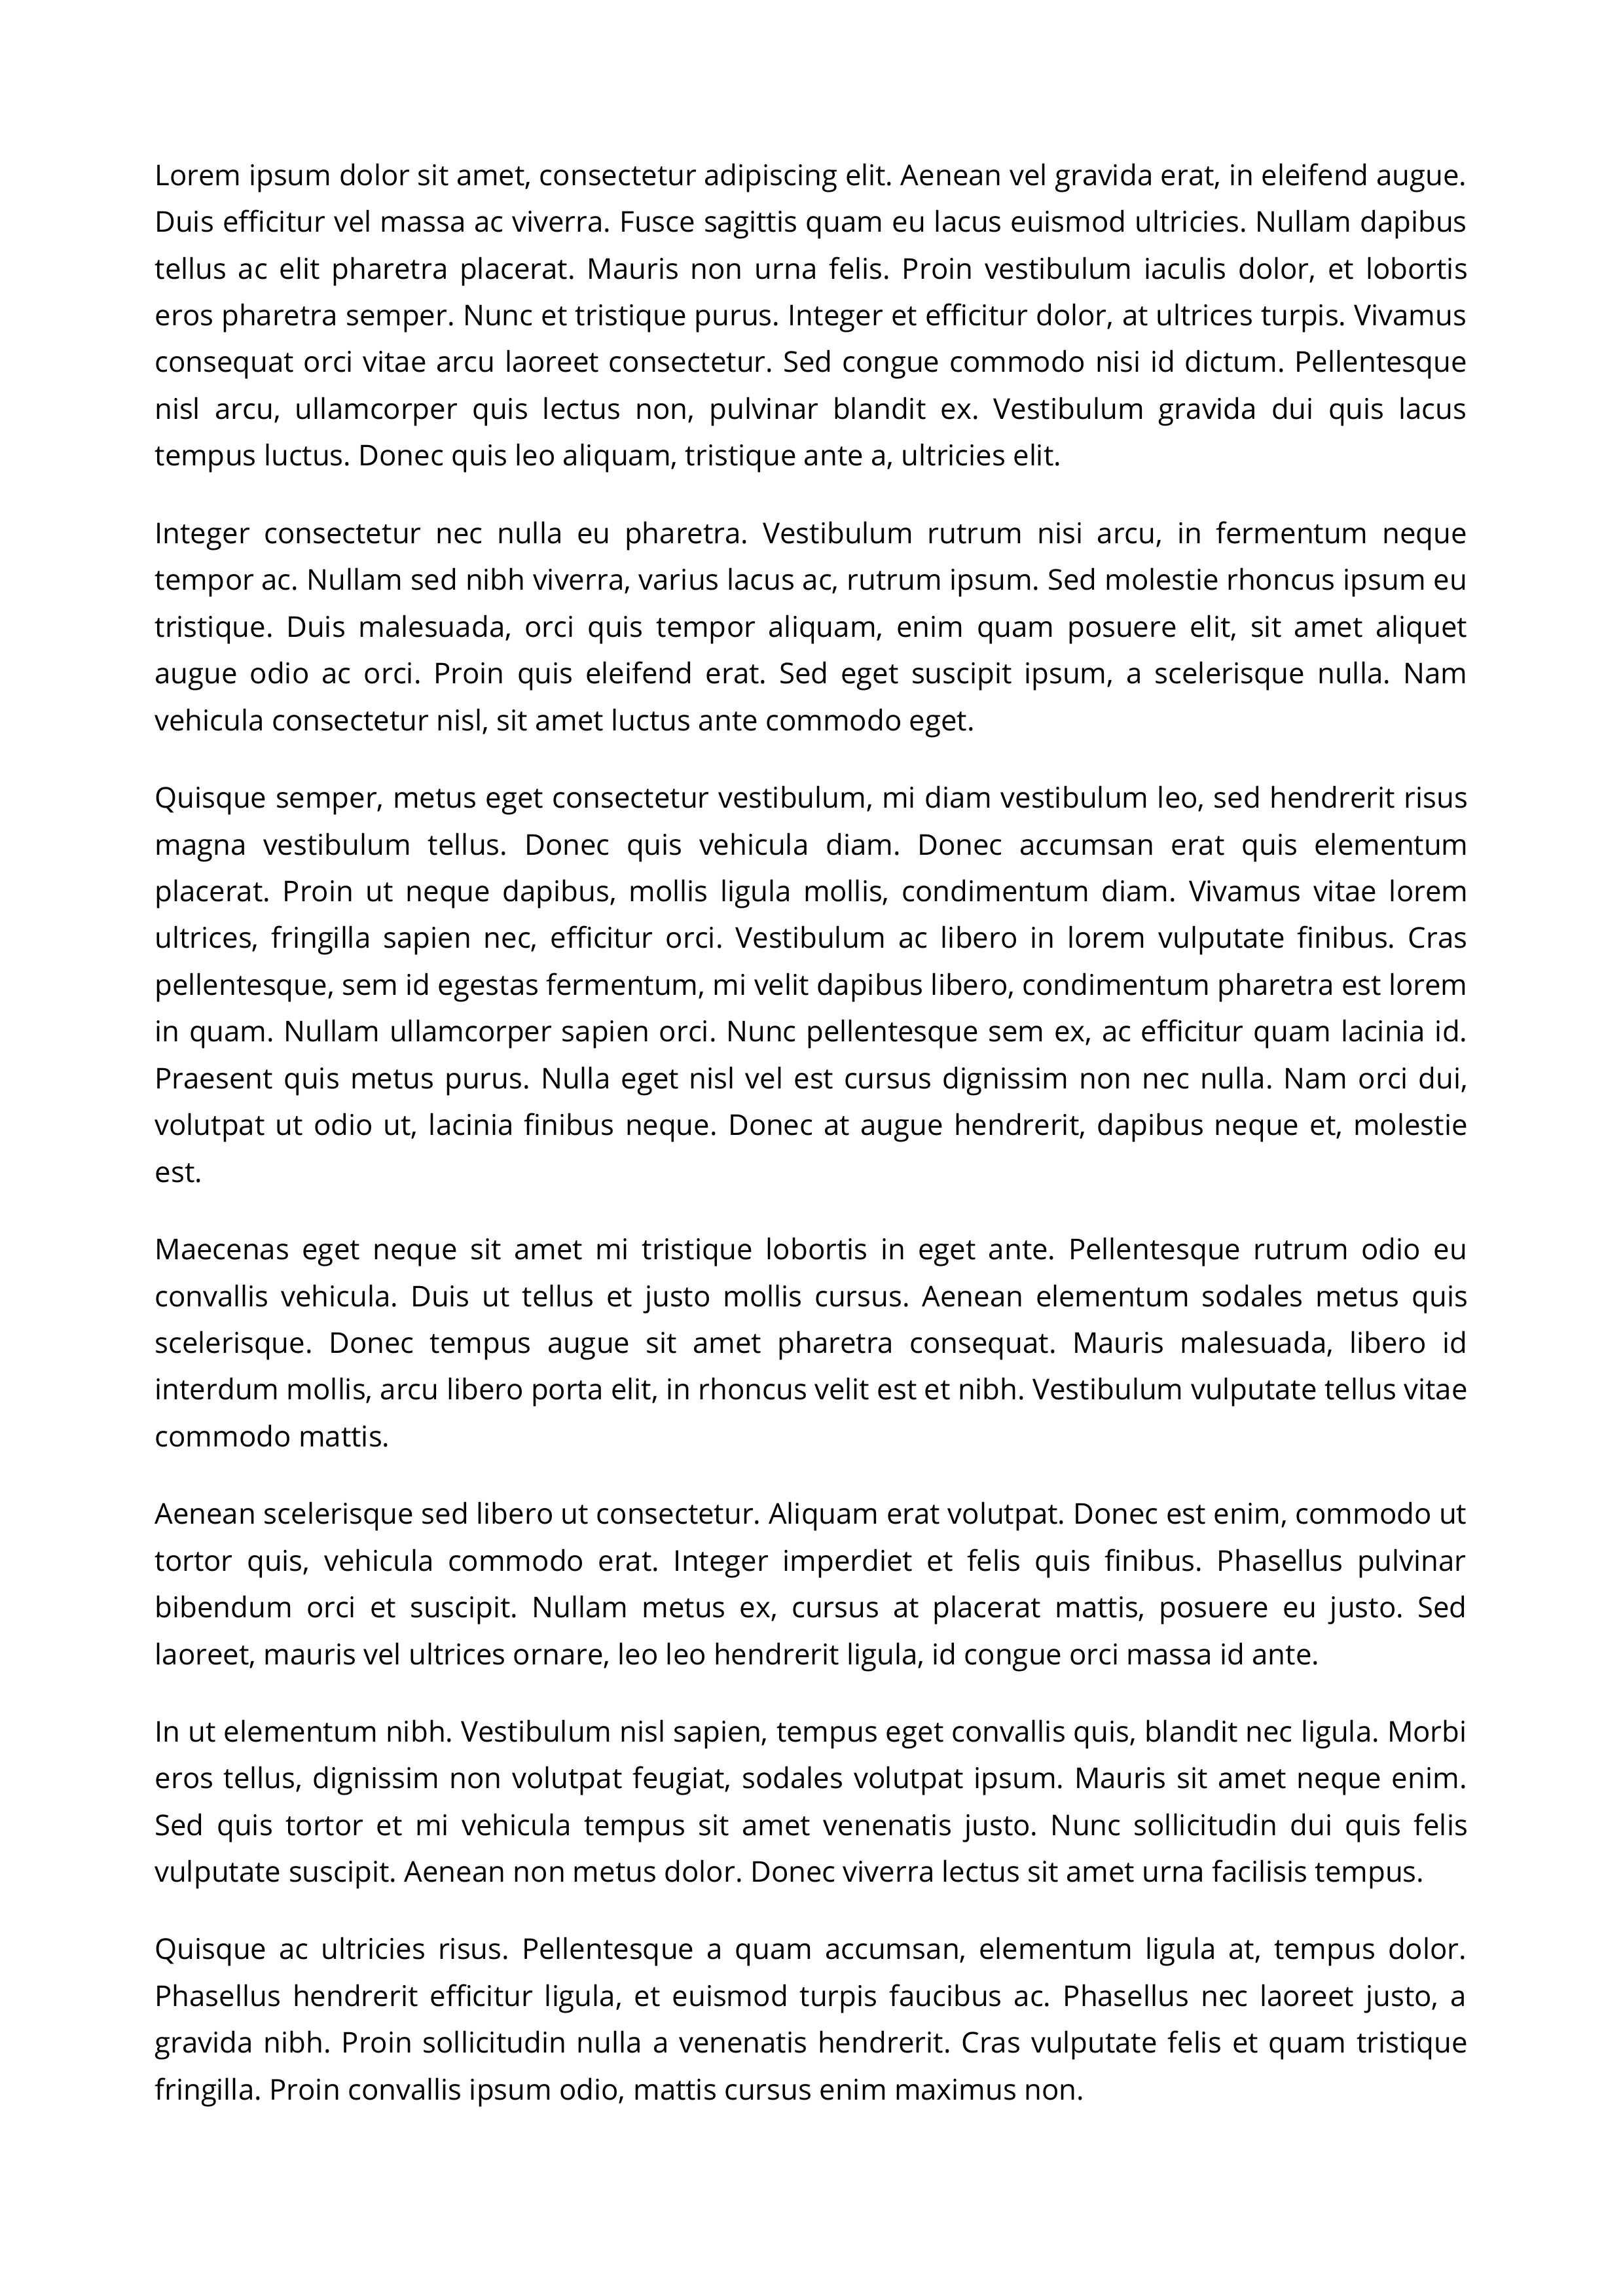 Lorem ipsum dolor sit amet, consectetur adipiscing elit. Aenean vel gravida erat, in eleifend augue.
Duis efficitur vel massa ac viverra. Fusce sagittis quam eu lacus euismod ultricies. Nullam dapibus
tellus ac elit pharetra placerat. Mauris non urna felis. Proin vestibulum iaculis dolor, et lobortis
eros pharetra semper. Nunc et tristique purus. Integer et efficitur dolor, at ultrices turpis. Vivamus
consequat orci vitae arcu laoreet consectetur. Sed congue commodo nisi id dictum. Pellentesque
nisl arcu, ullamcorper quis lectus non, pulvinar blandit ex. Vestibulum gravida dui quis lacus
tempus luctus. Donec quis leo aliquam, tristique ante a, ultricies elit.
Integer consectetur nec nulla eu pharetra. Vestibulum rutrum nisi arcu, in fermentum neque
tempor ac. Nullam sed nibh viverra, varius lacus ac, rutrum ipsum. Sed molestie rhoncus ipsum eu
tristique. Duis malesuada, orci quis tempor aliquam, enim quam posuere elit, sit amet aliquet
augue odio ac orci. Proin quis eleifend erat. Sed eget suscipit ipsum, a scelerisque nulla. Nam
vehicula consectetur nisl, sit amet luctus ante commodo eget.
Quisque semper, metus eget consectetur vestibulum, mi diam vestibulum leo, sed hendrerit risus
magna vestibulum tellus. Donec quis vehicula diam. Donec accumsan erat quis elementum
placerat. Proin ut neque dapibus, mollis ligula mollis, condimentum diam. Vivamus vitae lorem
ultrices, fringilla sapien nec, efficitur orci. Vestibulum ac libero in lorem vulputate finibus. Cras
pellentesque, sem id egestas fermentum, mi velit dapibus libero, condimentum pharetra est lorem
in quam. Nullam ullamcorper sapien orci. Nunc pellentesque sem ex, ac efficitur quam lacinia id.
Praesent quis metus purus. Nulla eget nisl vel est cursus dignissim non nec nulla. Nam orci dui,
volutpat ut odio ut, lacinia finibus neque. Donec at augue hendrerit, dapibus neque et, molestie
est.
Maecenas eget neque sit amet mi tristique lobortis in eget ante. Pellentesque rutrum odio eu
convallis vehicula. Duis ut tellus et justo mollis cursus. Aenean elementum sodales metus quis
scelerisque. Donec tempus augue sit amet pharetra consequat. Mauris malesuada, libero id
interdum mollis, arcu libero porta elit, in rhoncus velit est et nibh. Vestibulum vulputate tellus vitae
commodo mattis.
Aenean scelerisque sed libero ut consectetur. Aliquam erat volutpat. Donec est enim, commodo ut
tortor quis, vehicula commodo erat. Integer imperdiet et felis quis finibus. Phasellus pulvinar
bibendum orci et suscipit. Nullam metus ex, cursus at placerat mattis, posuere eu justo. Sed
laoreet, mauris vel ultrices ornare, leo leo hendrerit ligula, id congue orci massa id ante.
In ut elementum nibh. Vestibulum nisl sapien, tempus eget convallis quis, blandit nec ligula. Morbi
eros tellus, dignissim non volutpat feugiat, sodales volutpat ipsum. Mauris sit amet neque enim.
Sed quis tortor et mi vehicula tempus sit amet venenatis justo. Nunc sollicitudin dui quis felis
vulputate suscipit. Aenean non metus dolor. Donec viverra lectus sit amet urna facilisis tempus.
Quisque ac ultricies risus. Pellentesque a quam accumsan, elementum ligula at, tempus dolor.
Phasellus hendrerit efficitur ligula, et euismod turpis faucibus ac. Phasellus nec laoreet justo, a
gravida nibh. Proin sollicitudin nulla a venenatis hendrerit. Cras vulputate felis et quam tristique
fringilla. Proin convallis ipsum odio, mattis cursus enim maximus non.